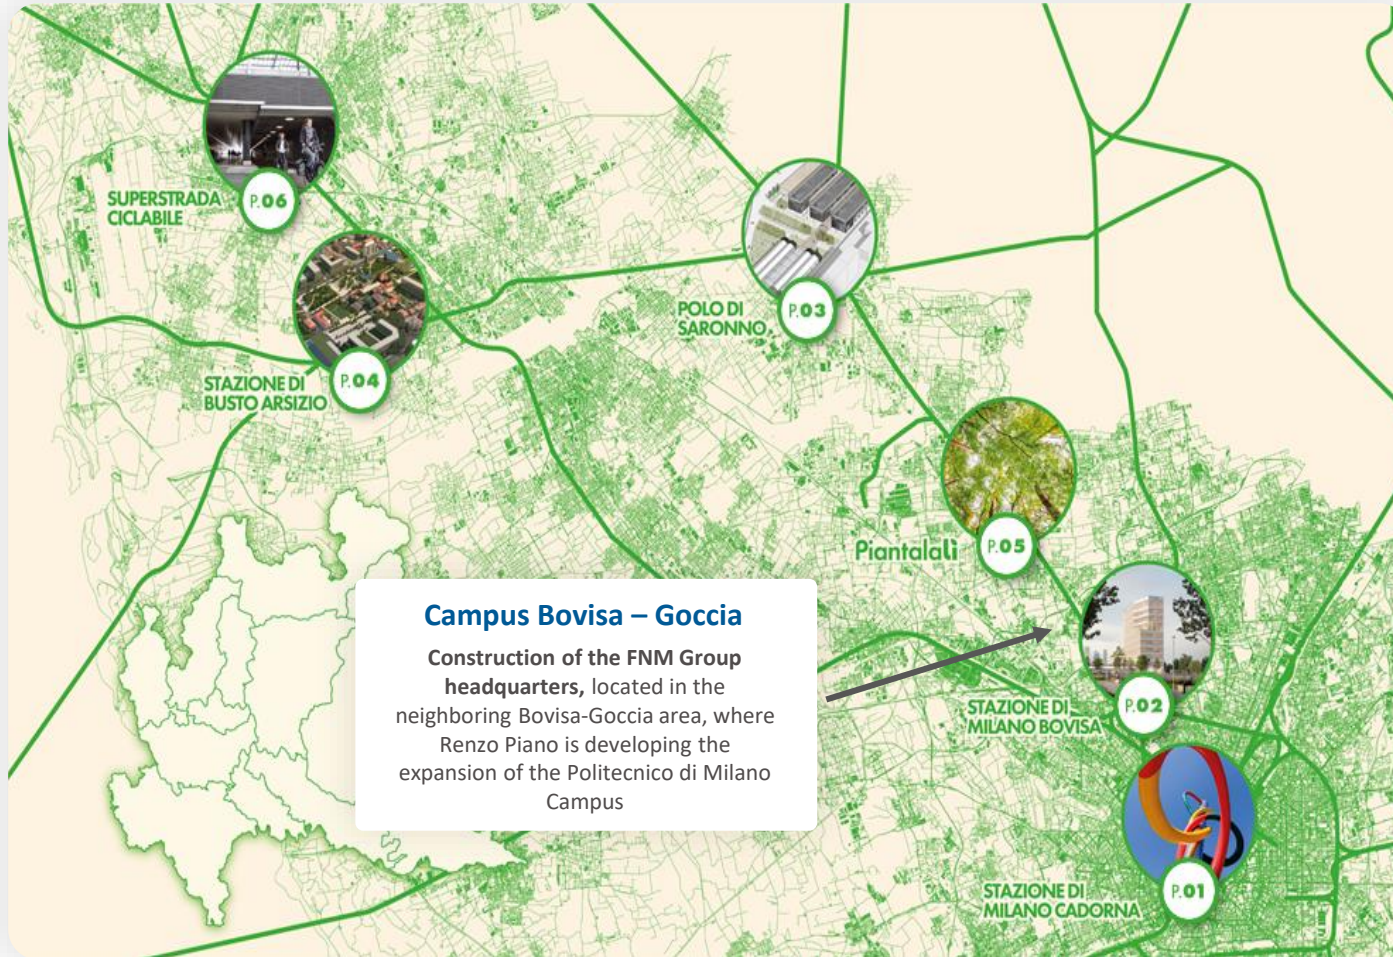 SUPERSTRADA
CICLABILE
P.06
STAZIONE DI
BUSTO ARSIZIO
P.04
POLO DI
SARONNO
P.03
Piantalalì
P.05
Campus Bovisa – Goccia
Construction of the FNM Group
headquarters, located in the
neighboring Bovisa-Goccia area, where
Renzo Piano is developing the
expansion of the Politecnico di Milano
Campus
STAZIONE DI
MILANO BOVISA
P.02
STAZIONE DI
MILANO CADORNA
P.01